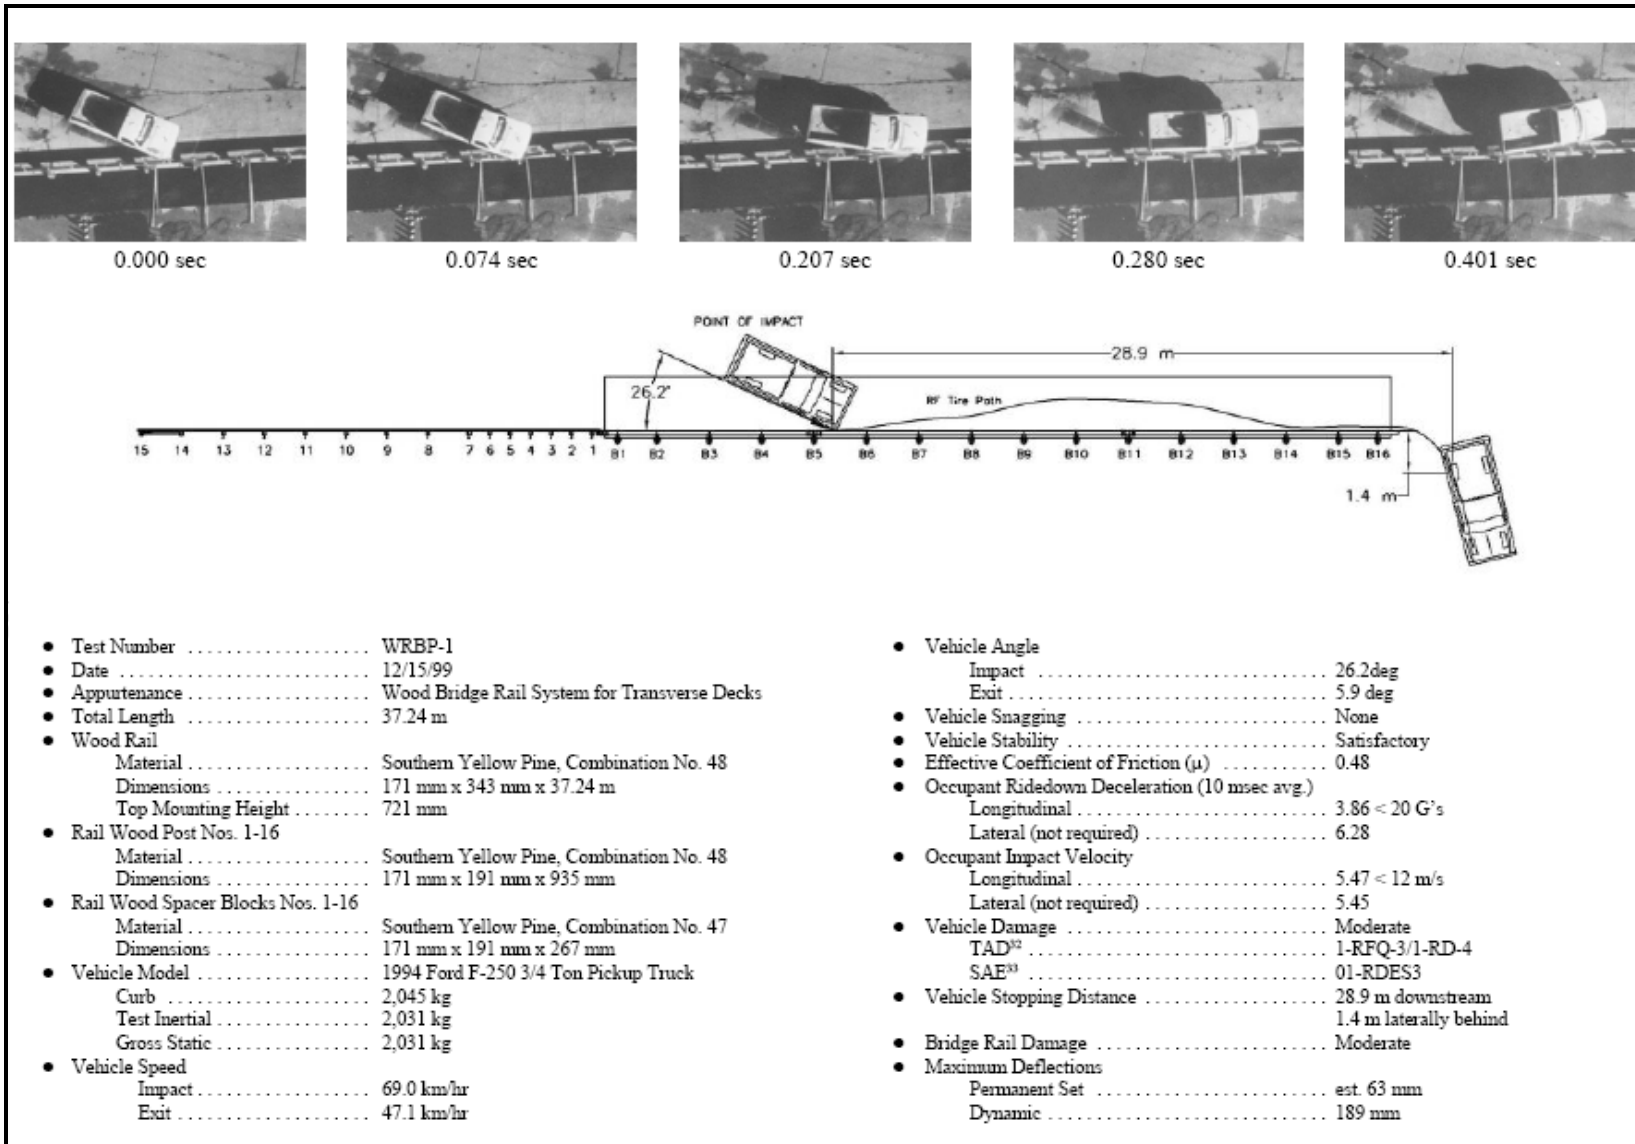 0.000 sec
0.074 sec
0.207 sec
0.280 sec
0.401 sec
POINT OF IMPACT
28.9 m
26.2°
RF Tire Path
15 14 13 12 11 10 9 8 7 6 5 4 3 2 1 B1 B2 B3 B4 B5 B6 B7 B8 B9 B10 B11 B12 B13 B14 B15 B16
1.4 m
● Test Number .................... WRBP-1
● Date .................... 12/15/99
● Appurtenance .................... Wood Bridge Rail System for Transverse Decks
● Total Length .................... 37.24 m
● Wood Rail
Material .................... Southern Yellow Pine, Combination No. 48
Dimensions .................... 171 mm x 343 mm x 37.24 m
Top Mounting Height ........ 721 mm
● Rail Wood Post Nos. 1-16
Material .................... Southern Yellow Pine, Combination No. 48
Dimensions .................... 171 mm x 191 mm x 935 mm
● Rail Wood Spacer Blocks Nos. 1-16
Material .................... Southern Yellow Pine, Combination No. 47
Dimensions .................... 171 mm x 191 mm x 267 mm
● Vehicle Model .................... 1994 Ford F-250 3/4 Ton Pickup Truck
Curb .................... 2,045 kg
Test Inertial .................... 2,031 kg
Gross Static .................... 2,031 kg
● Vehicle Speed
Impact .................... 69.0 km/hr
Exit .................... 47.1 km/hr
● Vehicle Angle
Impact .................... 26.2deg
Exit .................... 5.9 deg
● Vehicle Snagging .................... None
● Vehicle Stability .................... Satisfactory
● Effective Coefficient of Friction (μ) ........... 0.48
● Occupant Ridedown Deceleration (10 msec avg.)
Longitudinal .................... 3.86 < 20 G's
Lateral (not required) .................... 6.28
● Occupant Impact Velocity
Longitudinal .................... 5.47 < 12 m/s
Lateral (not required) .................... 5.45
● Vehicle Damage .................... Moderate
TAD³² .................... 1-RFQ-3/1-RD-4
SAE³³ .................... 01-RDES3
● Vehicle Stopping Distance .................... 28.9 m downstream
1.4 m laterally behind
● Bridge Rail Damage .................... Moderate
● Maximum Deflections
Permanent Set .................... est. 63 mm
Dynamic .................... 189 mm